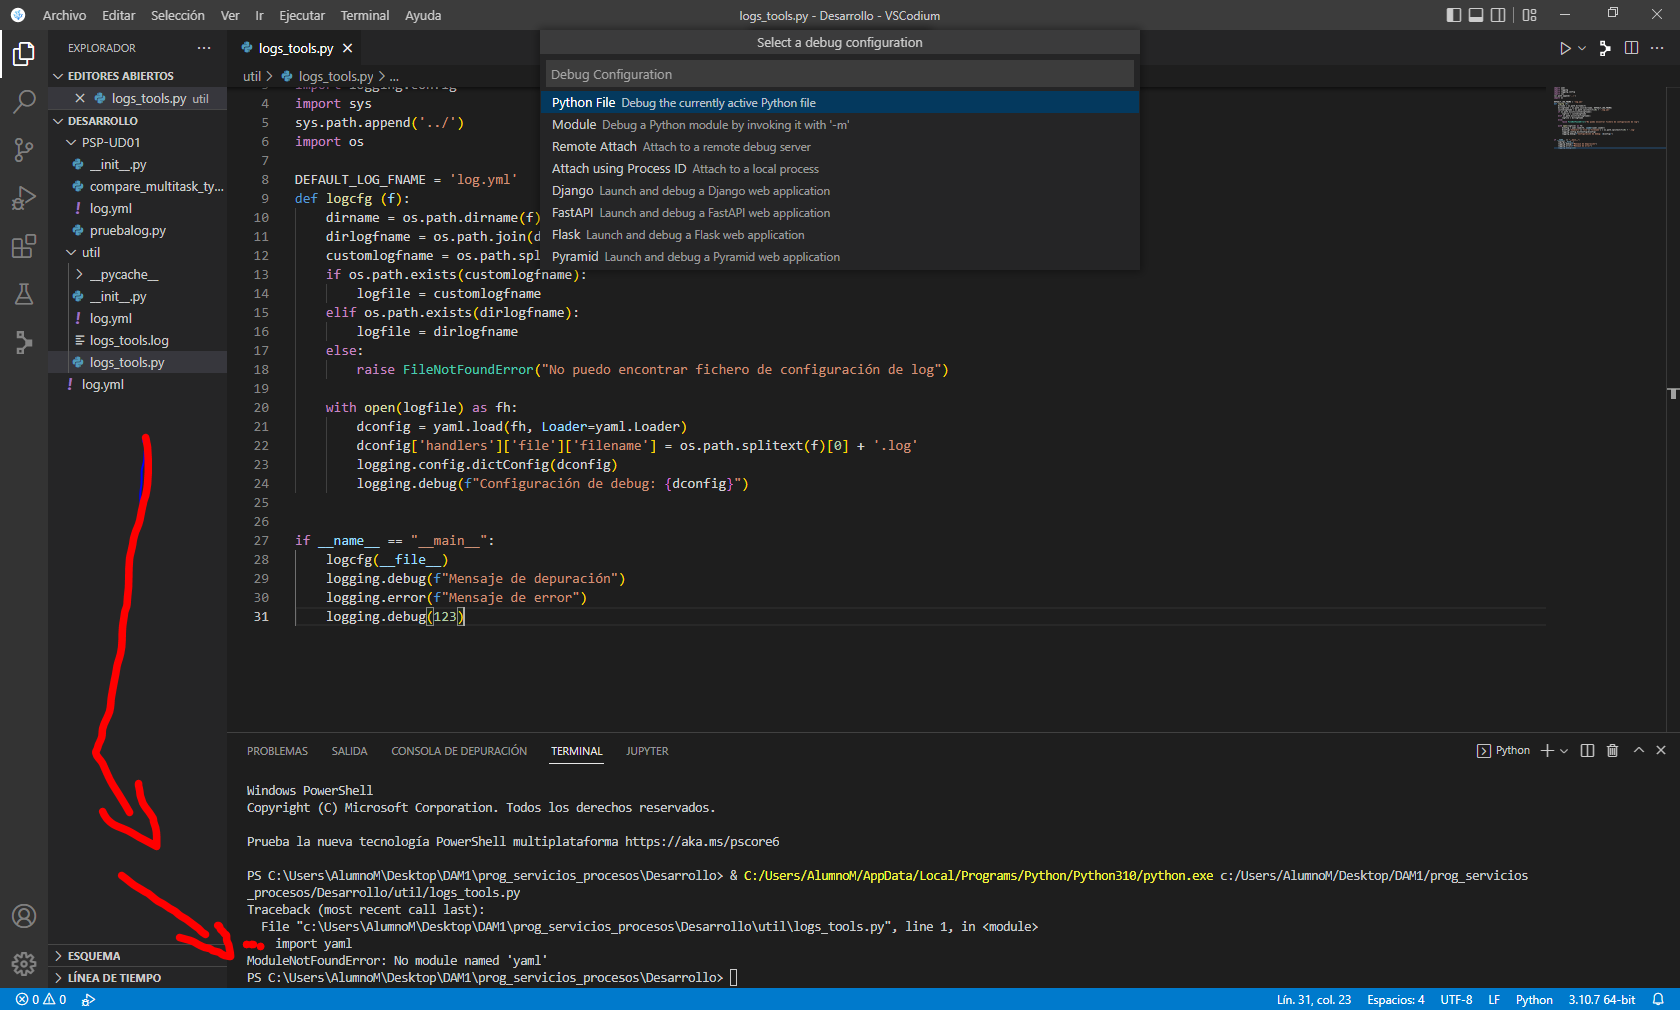 Archivo Editar Selección Ver Ir Ejecutar Terminal Ayuda
logs_tools.py - Desarrollo - VSCodium
EXPLORADOR
EDITORES ABIERTOS
logs_tools.py util
DESARROLLO
PSP-UD01
__init__.py
compare_multitask_ty...
! log.yml
pruebalog.py
util
__pycache__
__init__.py
! log.yml
logs_tools.log
logs_tools.py
! log.yml
ESQUEMA
LÍNEA DE TIEMPO
logs_tools.py
util > logs_tools.py > ...
Select a debug configuration
Debug Configuration
Python File Debug the currently active Python file
Module Debug a Python module by invoking it with '-m'
Remote Attach Attach to a remote debug server
Attach using Process ID Attach to a local process
Django Launch and debug a Django web application
FastAPI Launch and debug a FastAPI web application
Flask Launch and debug a Flask web application
Pyramid Launch and debug a Pyramid web application
3 import logging.config
4 import sys
5 sys.path.append('../')
6 import os
7
8 DEFAULT_LOG_FNAME = 'log.yml'
9 def logcfg (f):
10 dirname = os.path.dirname(f)
11 dirlogfname = os.path.join(d
12 customlogfname = os.path.spl
13 if os.path.exists(customlogfname):
14 logfile = customlogfname
15 elif os.path.exists(dirlogfname):
16 logfile = dirlogfname
17 else:
18 raise FileNotFoundError("No puedo encontrar fichero de configuración de log")
19
20 with open(logfile) as fh:
21 dconfig = yaml.load(fh, Loader=yaml.Loader)
22 dconfig['handlers']['file']['filename'] = os.path.splitext(f)[0] + '.log'
23 logging.config.dictConfig(dconfig)
24 logging.debug(f"Configuración de debug: {dconfig}")
25
26
27 if __name__ == "__main__":
28 logcfg(__file__)
29 logging.debug(f"Mensaje de depuración")
30 logging.error(f"Mensaje de error")
31 logging.debug(123)
PROBLEMAS SALIDA CONSOLA DE DEPURACIÓN TERMINAL JUPYTER
Python
Windows PowerShell
Copyright (C) Microsoft Corporation. Todos los derechos reservados.
Prueba la nueva tecnología PowerShell multiplataforma https://aka.ms/pscore6
PS C:\Users\AlumnoM\Desktop\DAM1\prog_servicios_procesos\Desarrollo> & C:/Users/AlumnoM/AppData/Local/Programs/Python/Python310/python.exe c:/Users/AlumnoM/Desktop/DAM1/prog_servicios
_procesos/Desarrollo/util/logs_tools.py
Traceback (most recent call last):
File "c:\Users\AlumnoM\Desktop\DAM1\prog_servicios_procesos\Desarrollo\util\logs_tools.py", line 1, in <module>
import yaml
ModuleNotFoundError: No module named 'yaml'
PS C:\Users\AlumnoM\Desktop\DAM1\prog_servicios_procesos\Desarrollo>
0 0
Lín. 31, col. 23 Espacios: 4 UTF-8 LF Python 3.10.7 64-bit